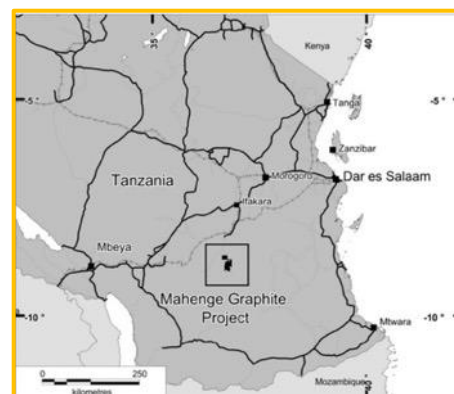 35
40
Kenya
-5
-5
Tanga
Zanzibar
Tanzania
Morogoro
Dar es Salaam
Ifakara
Mbeya
Mahenge Graphite
Project
-10
-10
Mtwara
0
250
kilometres
Mozambique
40